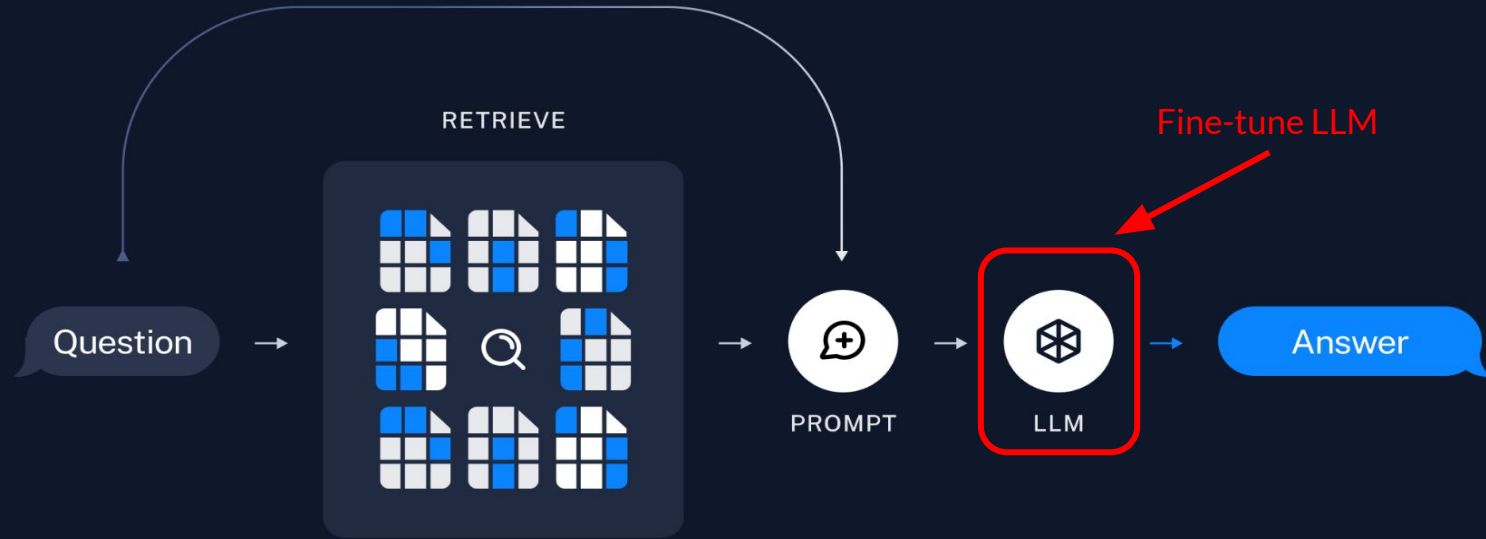 RETRIEVE
Fine-tune LLM
Question
Answer
PROMPT
LLM